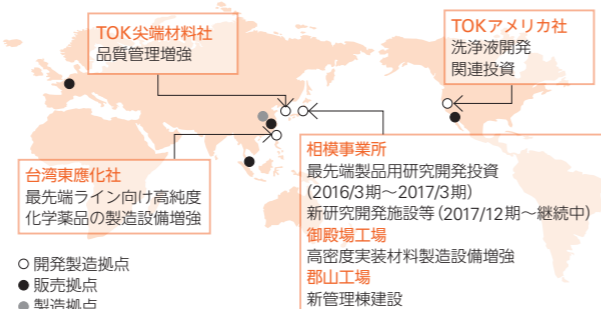 TOK尖端材料社
品質管理増強
TOKアメリカ社
洗浄液開発
関連投資
台湾東應化社
最先端ライン向け高純度
化学薬品の製造設備増強
相模事業所
最先端製品用研究開発投資
(2016/3期～2017/3期)
新研究開発施設等(2017/12期～継続中)
御殿場工場
高密度実装材料製造設備増強
郡山工場
新管理棟建設
○ 開発製造拠点
● 販売拠点
● 製造拠点